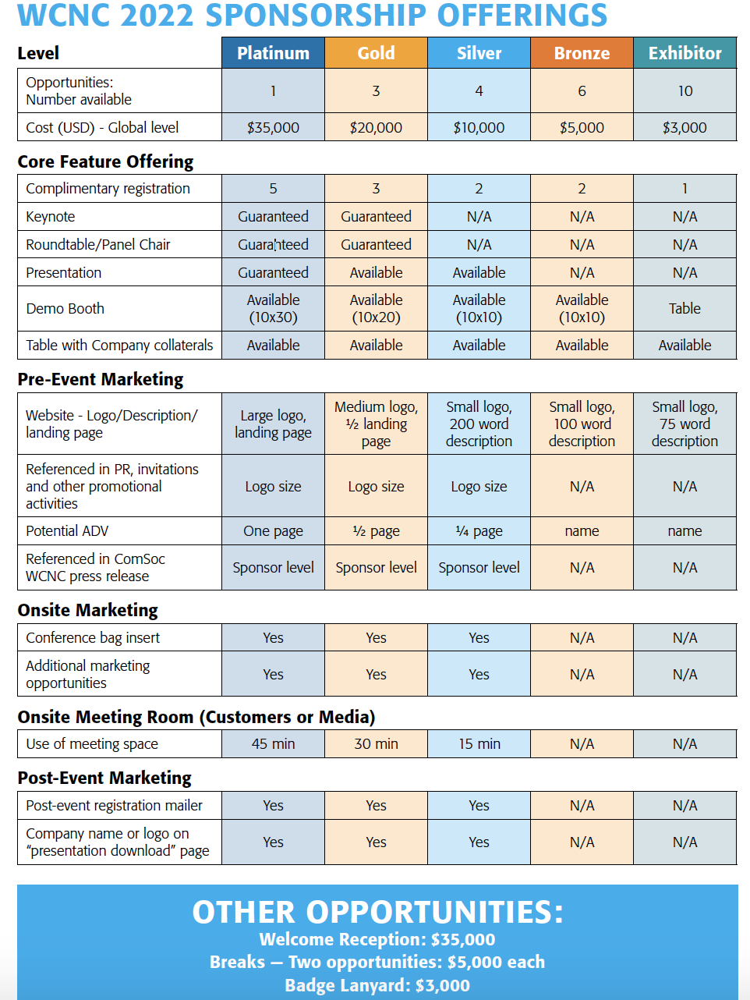 WCNC 2022 SPONSORSHIP OFFERINGS
Level Platinum Gold Silver Bronze Exhibitor
Opportunities:
Number available 1 3 4 6 10
Cost (USD) - Global level $35,000 $20,000 $10,000 $5,000 $3,000
Core Feature Offering
Complimentary registration 5 3 2 2 1
Keynote Guaranteed Guaranteed N/A N/A N/A
Roundtable/Panel Chair Guaranteed Guaranteed N/A N/A N/A
Presentation Guaranteed Available Available N/A N/A
Demo Booth Available (10x30) Available (10x20) Available (10x10) Available (10x10) Table
Table with Company collaterals Available Available Available Available Available
Pre-Event Marketing
Website - Logo/Description/
landing page Large logo, landing page Medium logo, ½ landing page Small logo, 200 word description Small logo, 100 word description Small logo, 75 word description
Referenced in PR, invitations
and other promotional
activities Logo size Logo size Logo size N/A N/A
Potential ADV One page ½ page ¼ page name name
Referenced in ComSoc
WCNC press release Sponsor level Sponsor level Sponsor level N/A N/A
Onsite Marketing
Conference bag insert Yes Yes Yes N/A N/A
Additional marketing
opportunities Yes Yes Yes N/A N/A
Onsite Meeting Room (Customers or Media)
Use of meeting space 45 min 30 min 15 min N/A N/A
Post-Event Marketing
Post-event registration mailer Yes Yes Yes N/A N/A
Company name or logo on
“presentation download” page Yes Yes Yes N/A N/A
OTHER OPPORTUNITIES:
Welcome Reception: $35,000
Breaks — Two opportunities: $5,000 each
Badge Lanyard: $3,000